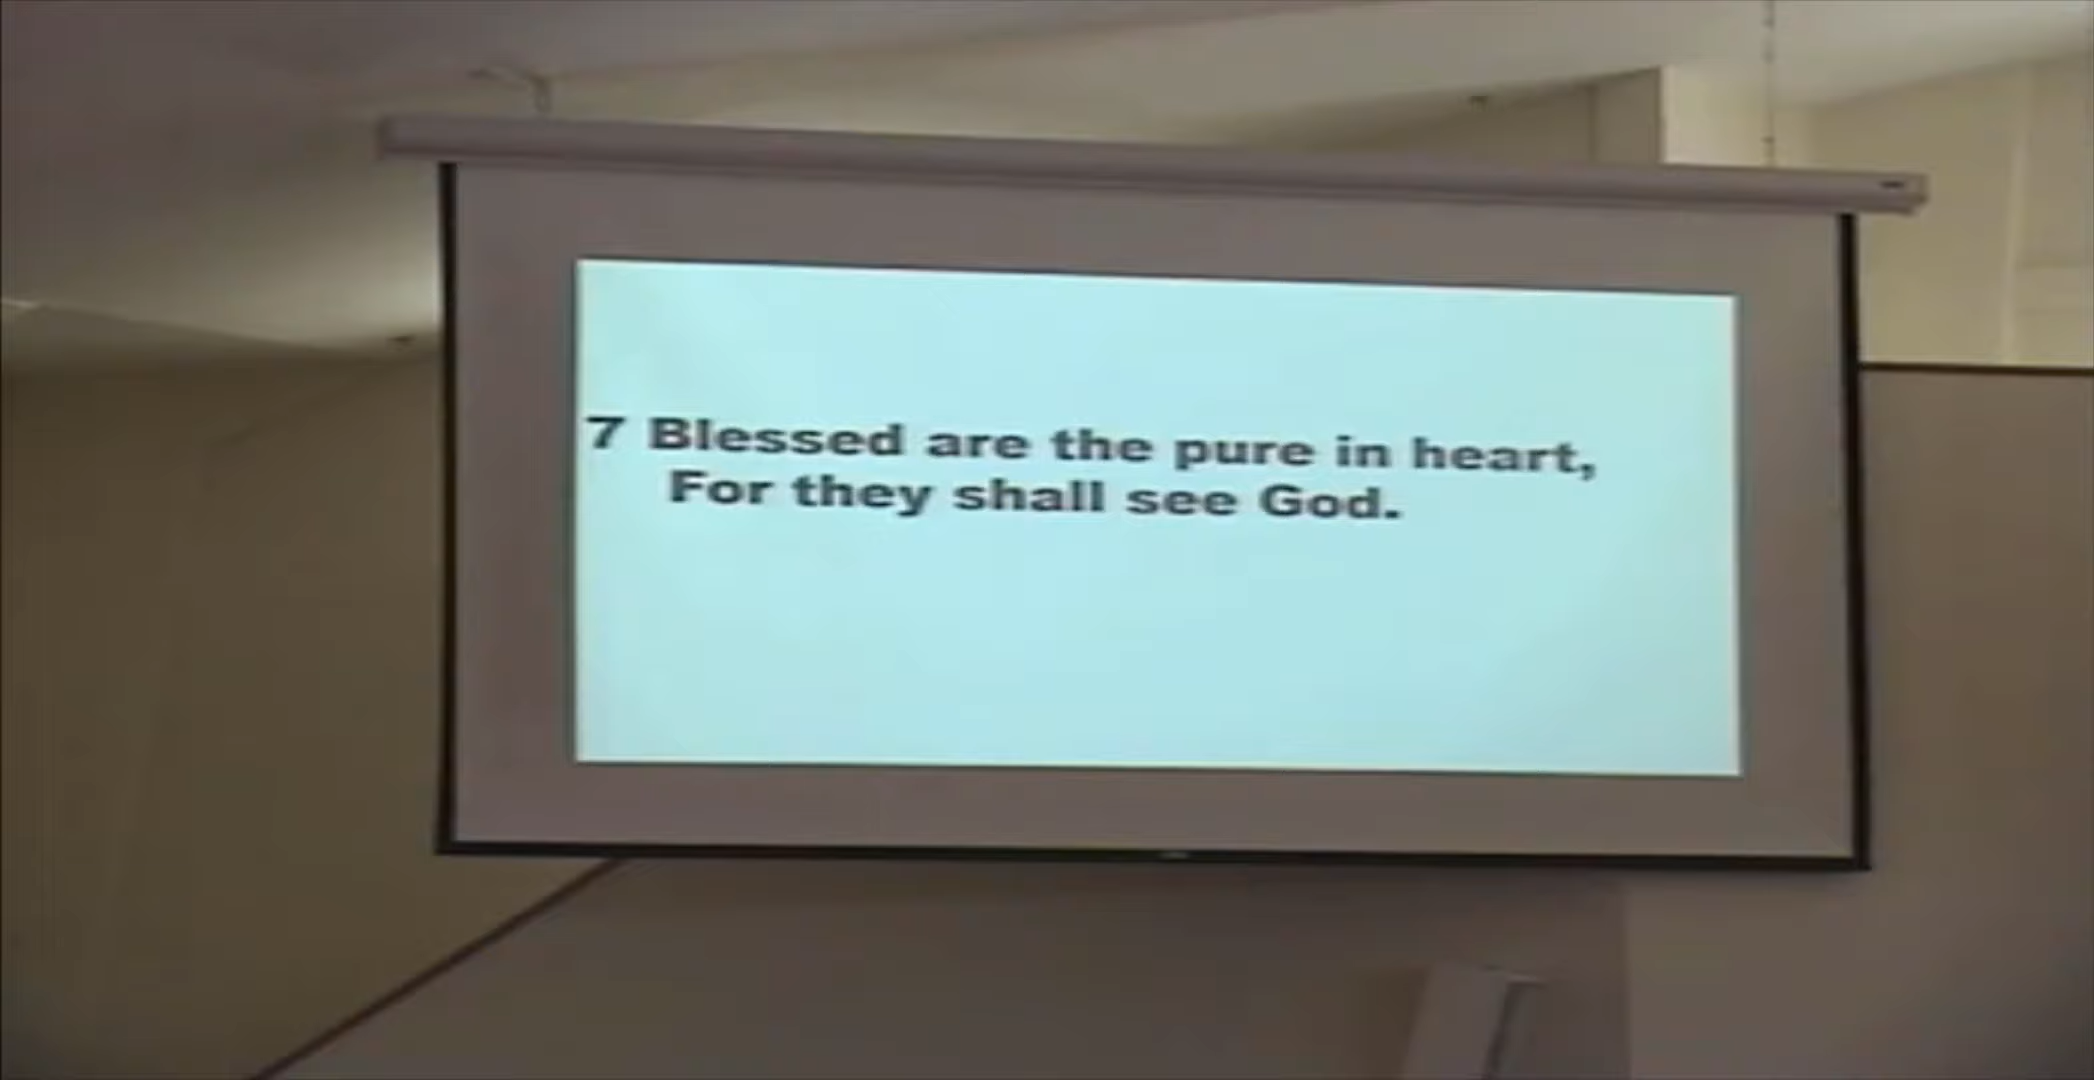 7 Blessed are the pure in heart,
For they shall see God.